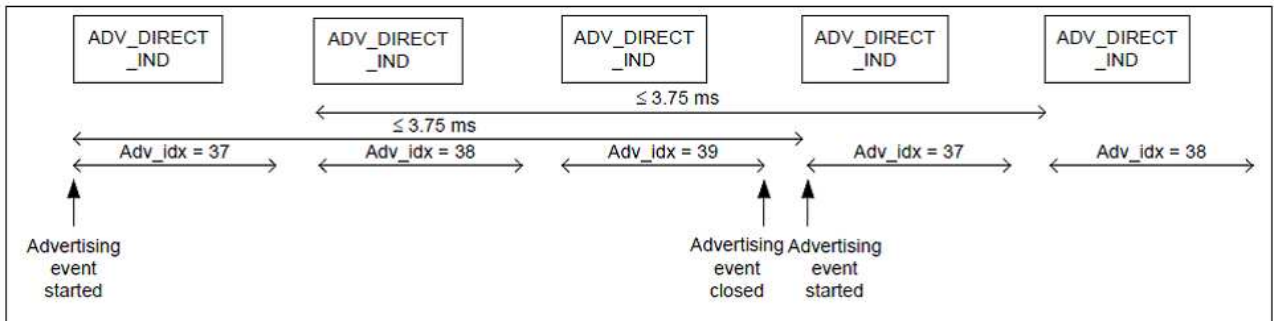 ADV_DIRECT
_IND
ADV_DIRECT
_IND
ADV_DIRECT
_IND
ADV_DIRECT
_IND
ADV_DIRECT
_IND
≤ 3.75 ms
≤ 3.75 ms
Adv_idx = 37
Adv_idx = 38
Adv_idx = 39
Adv_idx = 37
Adv_idx = 38
Advertising
event
started
Advertising
event
closed
Advertising
event
started